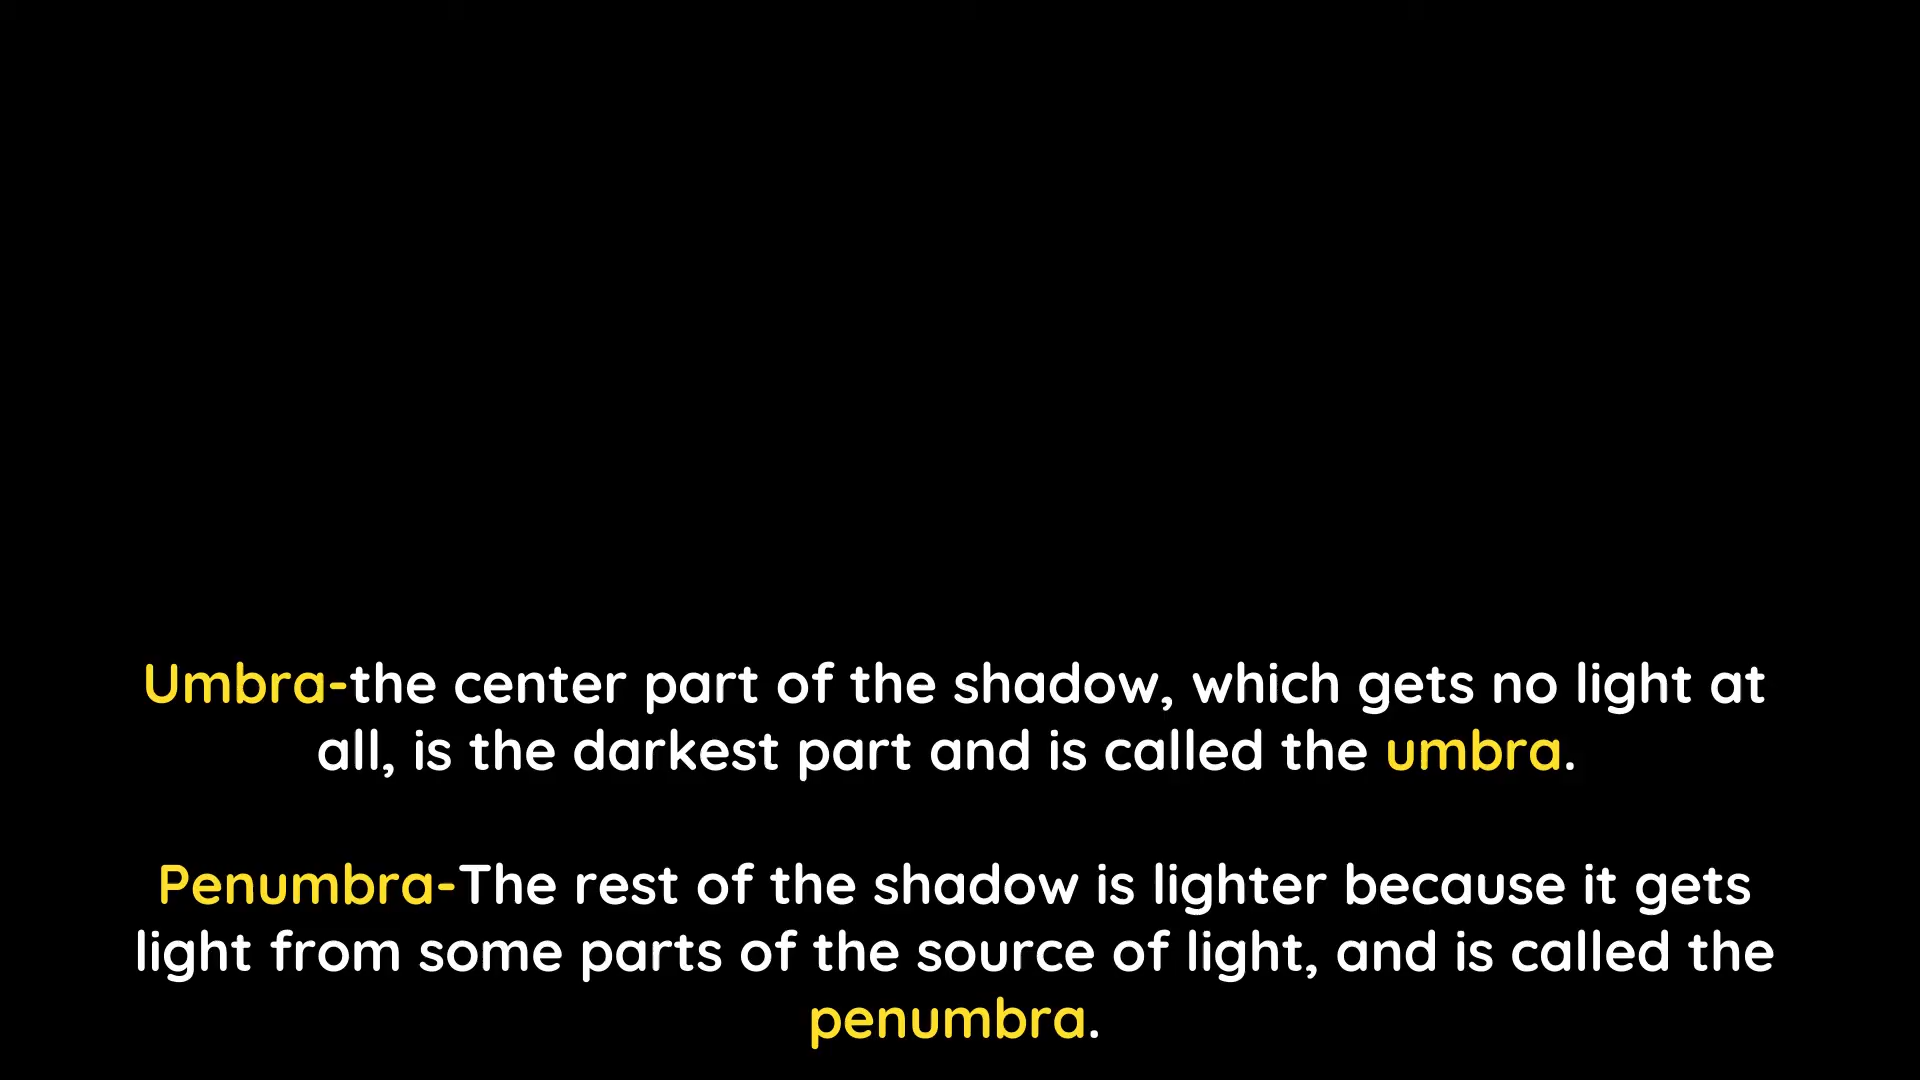 Umbra-the center part of the shadow, which gets no light at
all, is the darkest part and is called the umbra.
Penumbra-The rest of the shadow is lighter because it gets
light from some parts of the source of light, and is called the
penumbra.